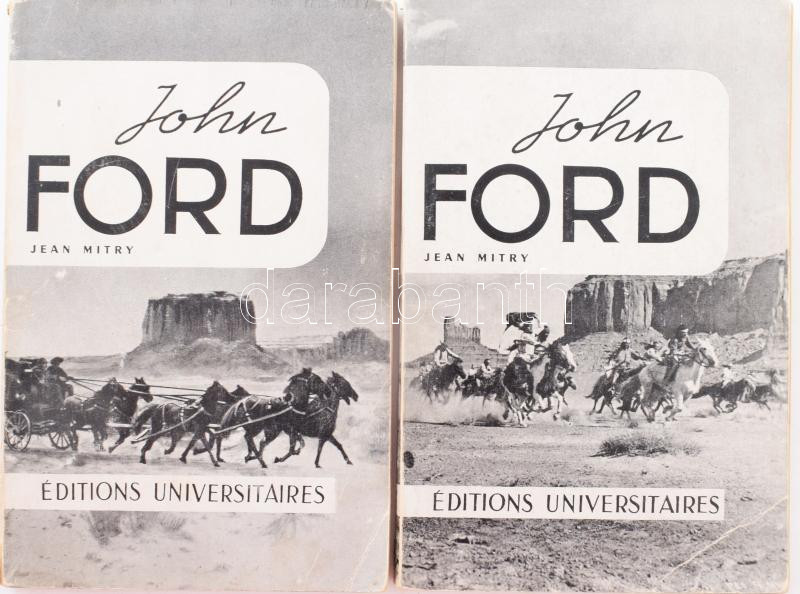 John
FORD
JEAN MITRY
ÉDITIONS UNIVERSITAIRES
John
FORD
JEAN MITRY
ÉDITIONS UNIVERSITAIRES
darabanth